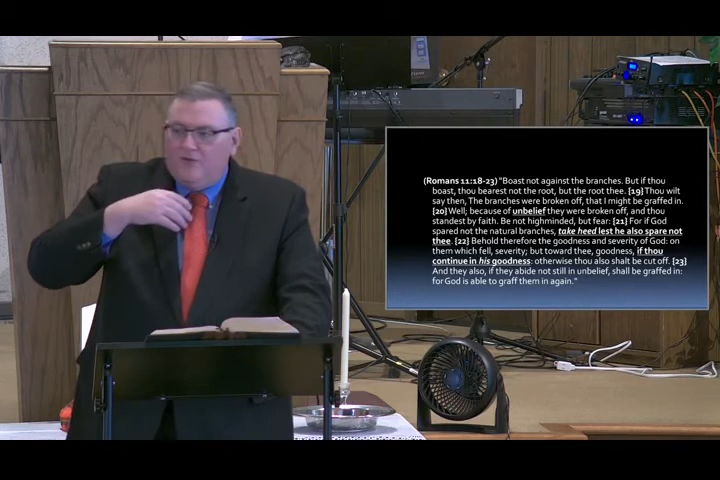 (Romans 11:18-23) "Boast not against the branches. But if thou
boast, thou bearest not the root, but the root thee. [19] Thou wilt
say then, The branches were broken off, that I might be graffed in.
[20] Well; because of unbelief they were broken off, and thou
standest by faith. Be not highminded, but fear: [21] For if God
spared not the natural branches, take heed lest he also spare not
thee. [22] Behold therefore the goodness and severity of God: on
them which fell, severity; but toward thee, goodness, if thou
continue in his goodness: otherwise thou also shalt be cut off. [23]
And they also, if they abide not still in unbelief, shall be graffed in:
for God is able to graff them in again."